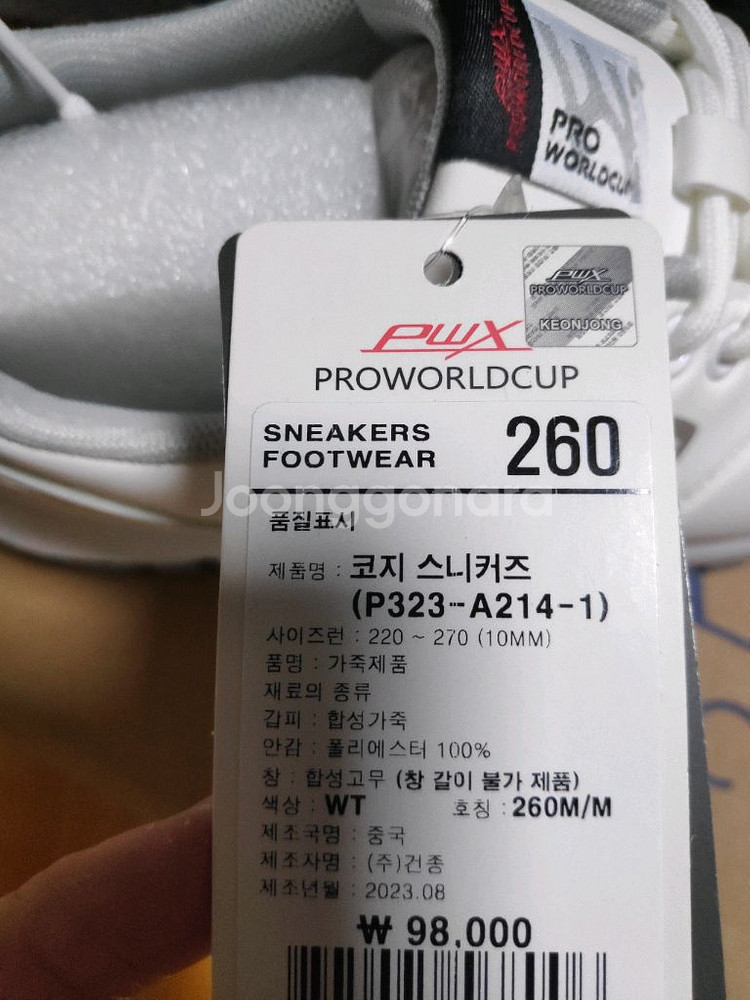 PWX
PRO
WORLDCUP
PWX
PROWORLDCUP
KEONJONG
PWX
PROWORLDCUP
SNEAKERS
FOOTWEAR
260
Joonggonara
품질표시
제품명 : 코지 스니커즈
(P323-A214-1)
사이즈런 : 220 ~ 270 (10MM)
품명 : 가죽제품
재료의 종류
갑피 : 합성가죽
안감 : 폴리에스터 100%
창 : 합성고무 (창 갈이 불가 제품)
색상 : WT 호칭 : 260M/M
제조국명 : 중국
제조자명 : (주)건종
제조년월 : 2023.08
₩ 98,000